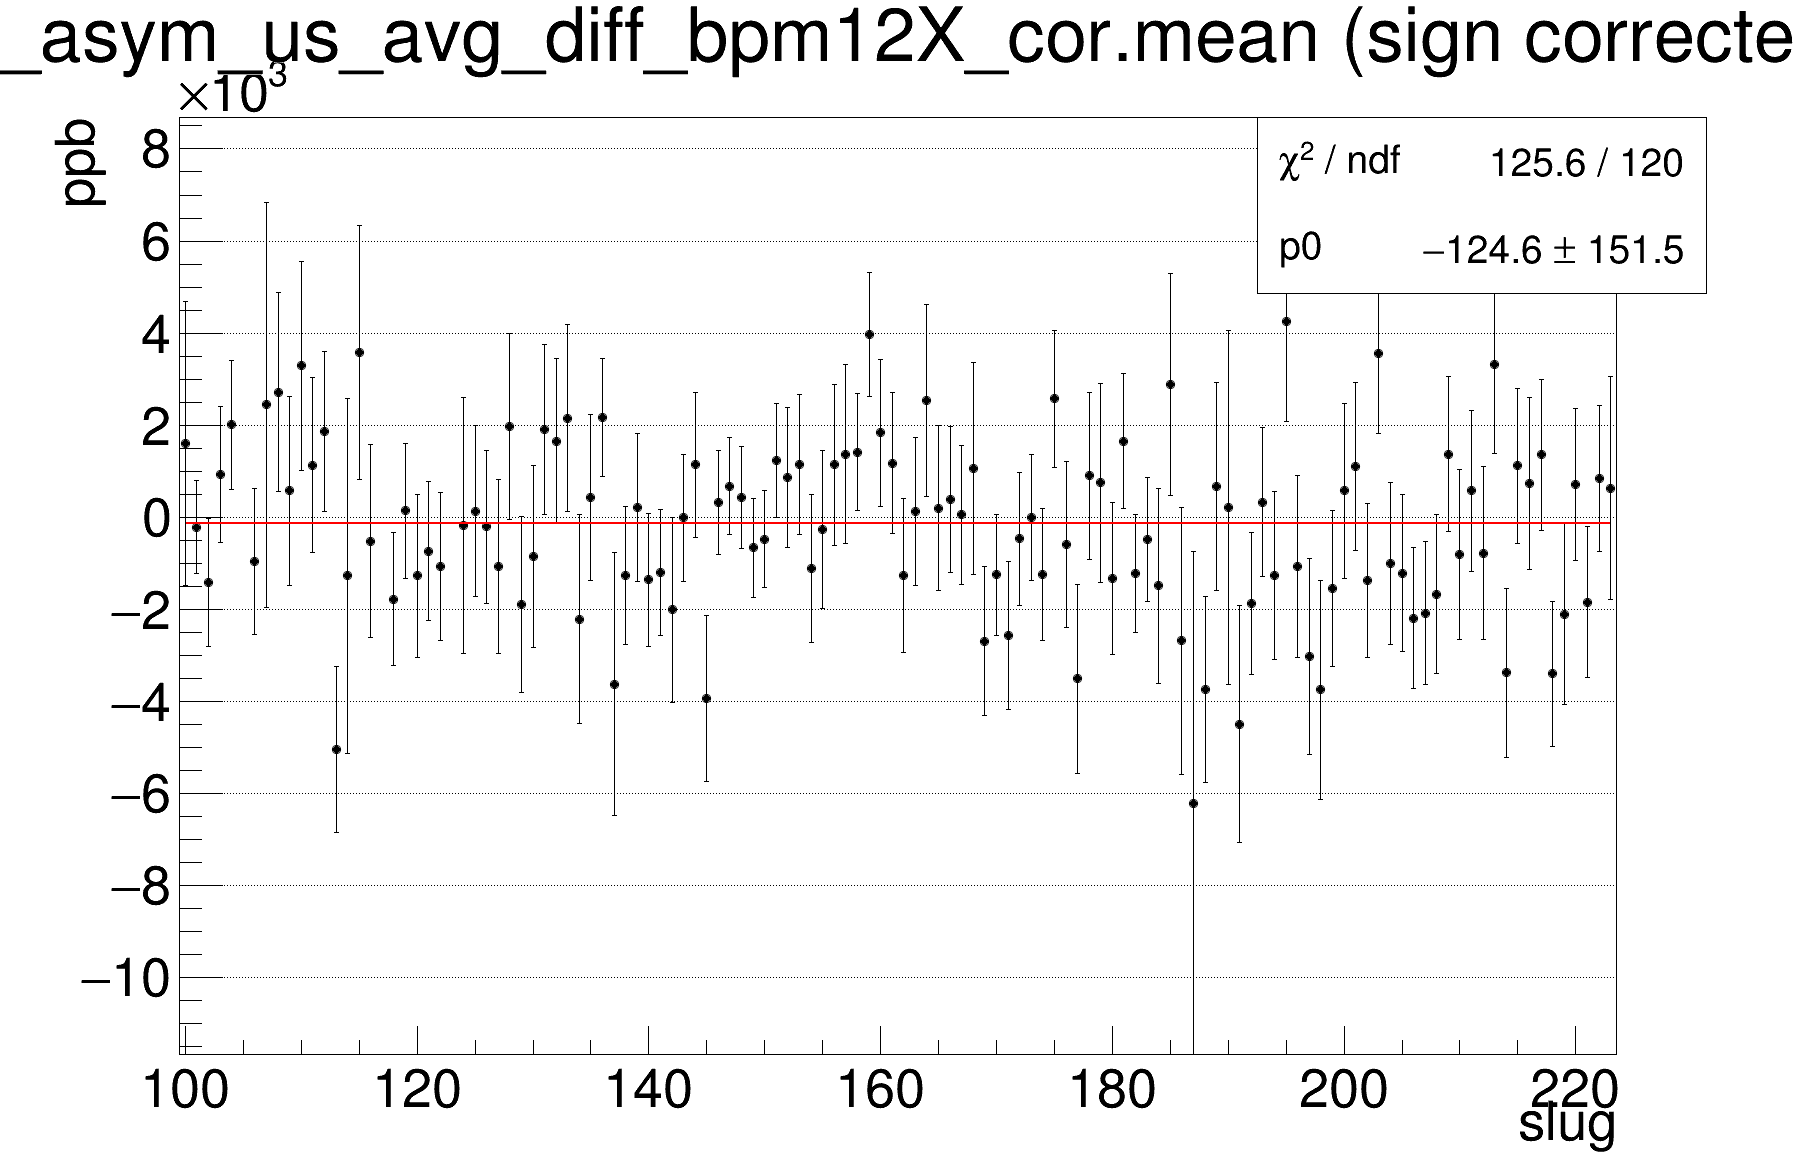 _asym_us_avg_diff_bpm12X_cor.mean (sign correcte
×10³
ppb
χ² / ndf 125.6 / 120
p0 −124.6 ± 151.5
8
6
4
2
0
−2
−4
−6
−8
−10
100 120 140 160 180 200 220
slug